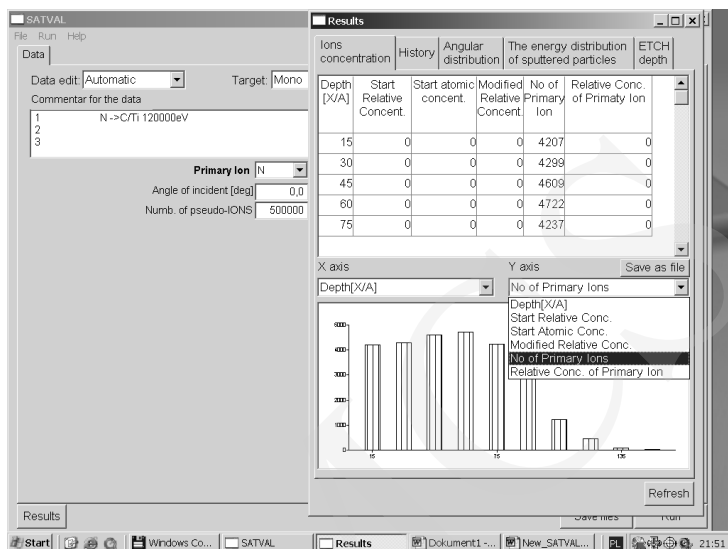 SATVAL
File Run Help
Data
Data edit: Automatic
Target: Mono
Commentar for the data
1 N ->C/Ti 120000eV
2
3
Primary Ion N
Angle of incident [deg] 0,0
Numb. of pseudo-IONS 500000
Results
Results
Ions concentration
History
Angular distribution
The energy distribution of sputtered particles
ETCH depth
Depth [X/A]
Start Relative Concent.
Start atomic concent.
Modified Relative Concent.
No of Primary Ion
Relative Conc. of Primaty Ion
15 0 0 0 4207 0
30 0 0 0 4299 0
45 0 0 0 4609 0
60 0 0 0 4722 0
75 0 0 0 4237 0
X axis
Y axis
Save as file
Depth[X/A]
No of Primary Ions
Depth[X/A]
Start Relative Conc.
Start Atomic Conc.
Modified Relative Conc.
No of Primary Ions
Relative Conc. of Primary Ion
5000
4000
3000
2000
1000
0
15 75 135
Refresh
Save files
Run
Start
Windows Co...
SATVAL
Results
Dokument1 -...
New_SATVAL...
PL
21:51